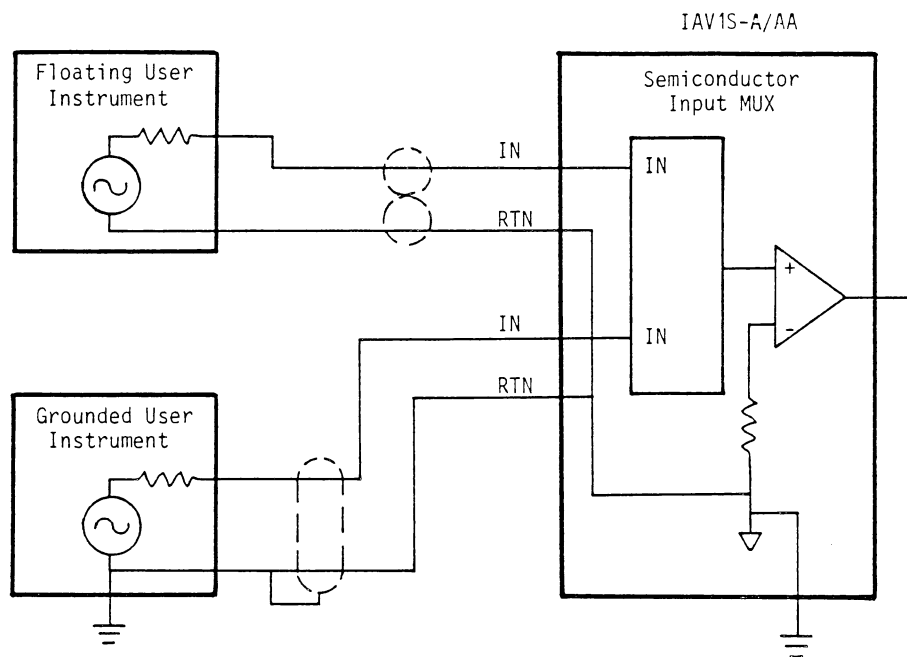 IAV1S-A/AA
Floating User
Instrument
Semiconductor
Input MUX
IN
IN
RTN
+
IN
IN
-
RTN
Grounded User
Instrument